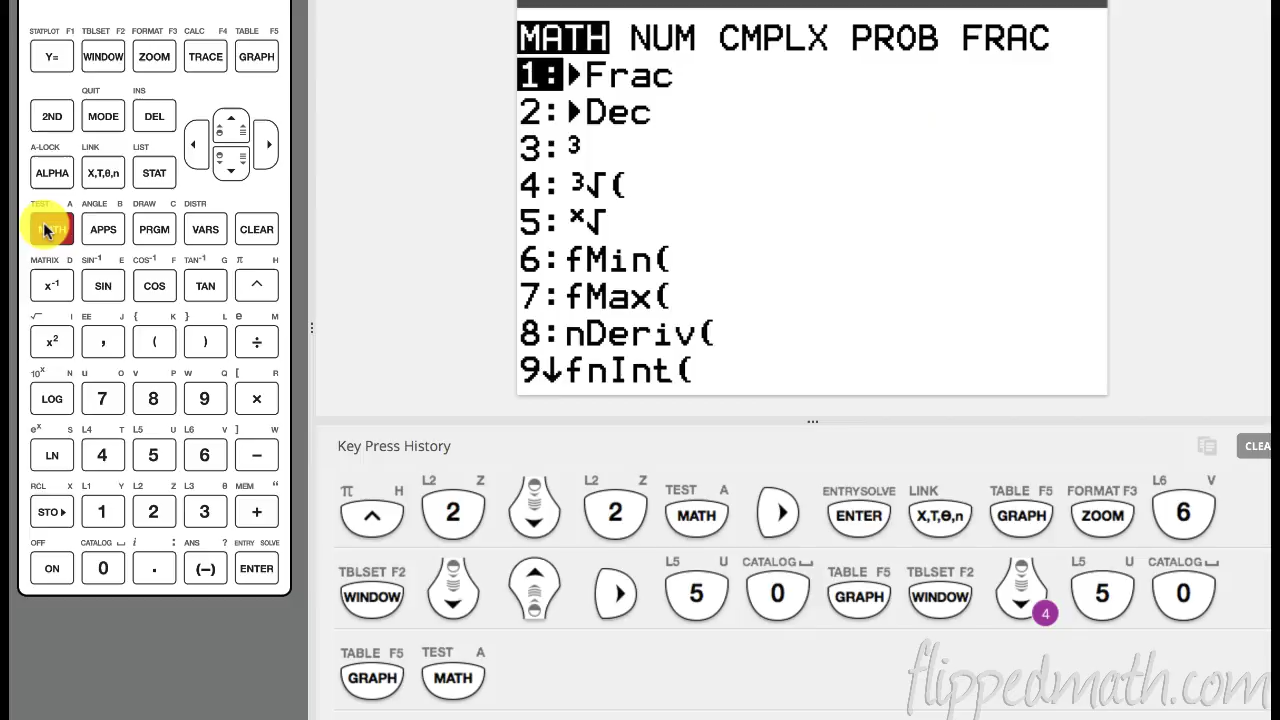 STATPLOT F1 TBLSET F2 FORMAT F3 CALC F4 TABLE F5
Y= WINDOW ZOOM TRACE GRAPH
QUIT INS
2ND MODE DEL
A-LOCK LINK LIST
ALPHA X,T,θ,n STAT
TEST A ANGLE B DRAW C DISTR
MATH APPS PRGM VARS CLEAR
MATRIX D SIN⁻¹ E COS⁻¹ F TAN⁻¹ G π H
x⁻¹ SIN COS TAN ^
√‾ I EE J { K } L e M
x² , ( ) ÷
10ˣ N u O v P w Q [ R
LOG 7 8 9 ×
eˣ S L4 T L5 U L6 V ] W
LN 4 5 6 −
RCL X L1 Y L2 Z L3 θ MEM “
STO▸ 1 2 3 +
OFF CATALOG ⎵ i : ANS ? ENTRY SOLVE
ON 0 . (−) ENTER
MATH NUM CMPLX PROB FRAC
1:▸Frac
2:▸Dec
3:³
4:³√(
5:ˣ√
6:fMin(
7:fMax(
8:nDeriv(
9↓fnInt(
Key Press History
CLEA
π H L2 Z L2 Z TEST A ENTRYSOLVE LINK TABLE F5 FORMAT F3 L6 V
^ 2 2 MATH ENTER X,T,Θ,n GRAPH ZOOM 6
TBLSET F2 L5 U CATALOG ⎵ TABLE F5 TBLSET F2 L5 U CATALOG ⎵
WINDOW 5 0 GRAPH WINDOW 4 5 0
TABLE F5 TEST A
GRAPH MATH
flippedmath.com